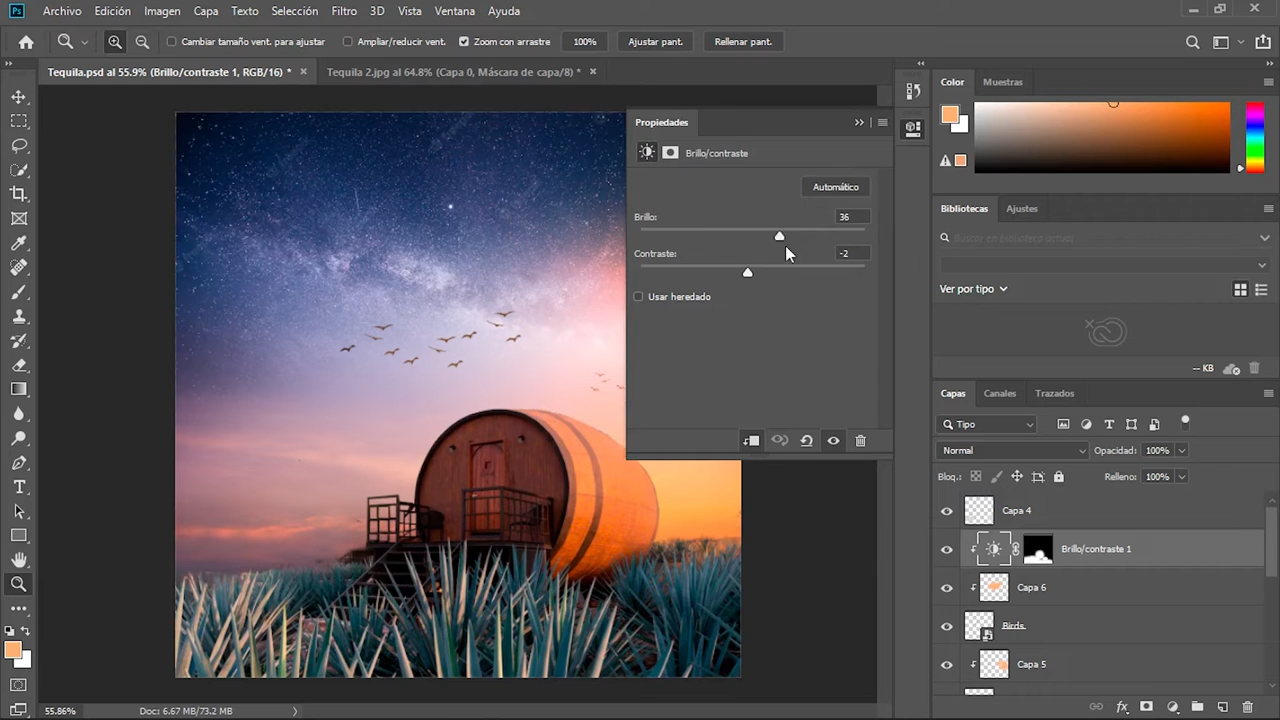 Ps Archivo Edición Imagen Capa Texto Selección Filtro 3D Vista Ventana Ayuda
Cambiar tamaño vent. para ajustar Ampliar/reducir vent. Zoom con arrastre 100% Ajustar pant. Rellenar pant.
Tequila.psd al 55.9% (Brillo/contraste 1, RGB/16) * Tequila 2.jpg al 64.8% (Capa 0, Máscara de capa/8) *
Propiedades
Brillo/contraste
Automático
Brillo: 36
Contraste: -2
Usar heredado
Color Muestras
Bibliotecas Ajustes
Buscar en biblioteca actual
Ver por tipo
-- KB
Capas Canales Trazados
Tipo
Normal Opacidad: 100%
Bloq.: Relleno: 100%
Capa 4
Brillo/contraste 1
Capa 6
Birds
Capa 5
55.86% Doc: 6.67 MB/73.2 MB